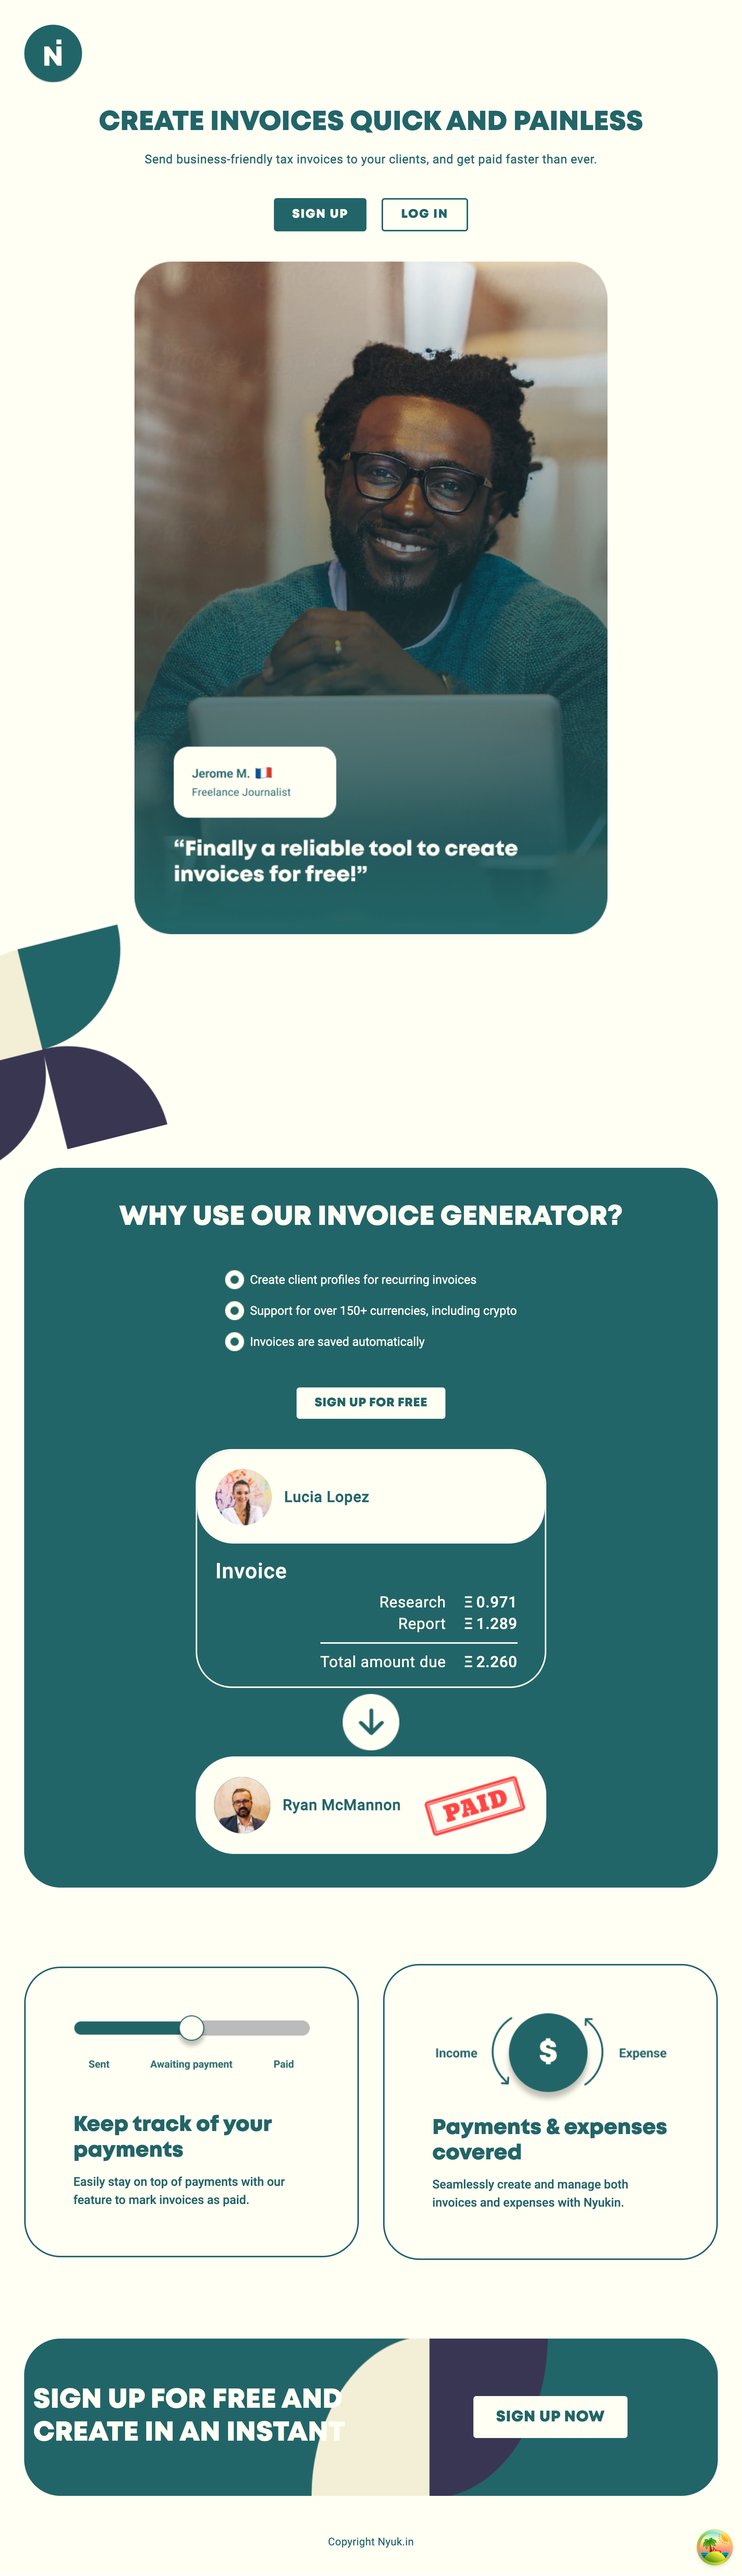 Ni
CREATE INVOICES QUICK AND PAINLESS
Send business-friendly tax invoices to your clients, and get paid faster than ever.
SIGN UP
LOG IN
Jerome M.
Freelance Journalist
“Finally a reliable tool to create
invoices for free!”
WHY USE OUR INVOICE GENERATOR?
Create client profiles for recurring invoices
Support for over 150+ currencies, including crypto
Invoices are saved automatically
SIGN UP FOR FREE
Lucia Lopez
Invoice
Research Ξ 0.971
Report Ξ 1.289
Total amount due Ξ 2.260
Ryan McMannon
PAID
Sent Awaiting payment Paid
Keep track of your
payments
Easily stay on top of payments with our
feature to mark invoices as paid.
Income $ Expense
Payments & expenses
covered
Seamlessly create and manage both
invoices and expenses with Nyukin.
SIGN UP FOR FREE AND
CREATE IN AN INSTANT
SIGN UP NOW
Copyright Nyuk.in